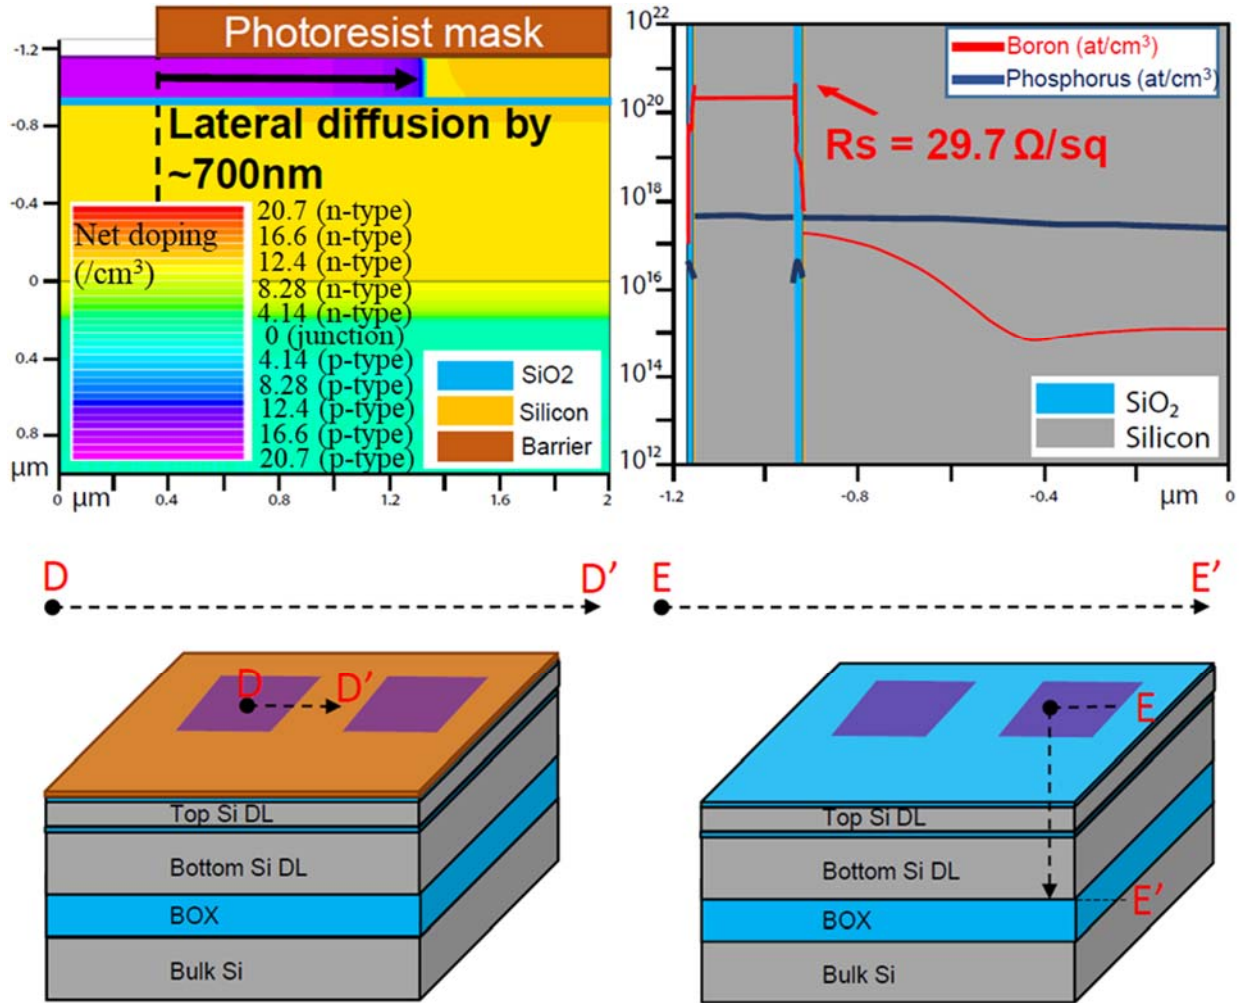 Photoresist mask
-1.2
-0.8
-0.4
0
0.4
0.8
μm
Lateral diffusion by
~700nm
Net doping
(/cm³)
20.7 (n-type)
16.6 (n-type)
12.4 (n-type)
8.28 (n-type)
4.14 (n-type)
0 (junction)
4.14 (p-type)
8.28 (p-type)
12.4 (p-type)
16.6 (p-type)
20.7 (p-type)
SiO2
Silicon
Barrier
0 μm 0.4 0.8 1.2 1.6 2
10²²
10²⁰
10¹⁸
10¹⁶
10¹⁴
10¹²
Boron (at/cm³)
Phosphorus (at/cm³)
Rs = 29.7 Ω/sq
SiO₂
Silicon
-1.2 -0.8 -0.4 μm 0
D D'
D D'
Top Si DL
Bottom Si DL
BOX
Bulk Si
E E'
E
Top Si DL
Bottom Si DL
E'
BOX
Bulk Si